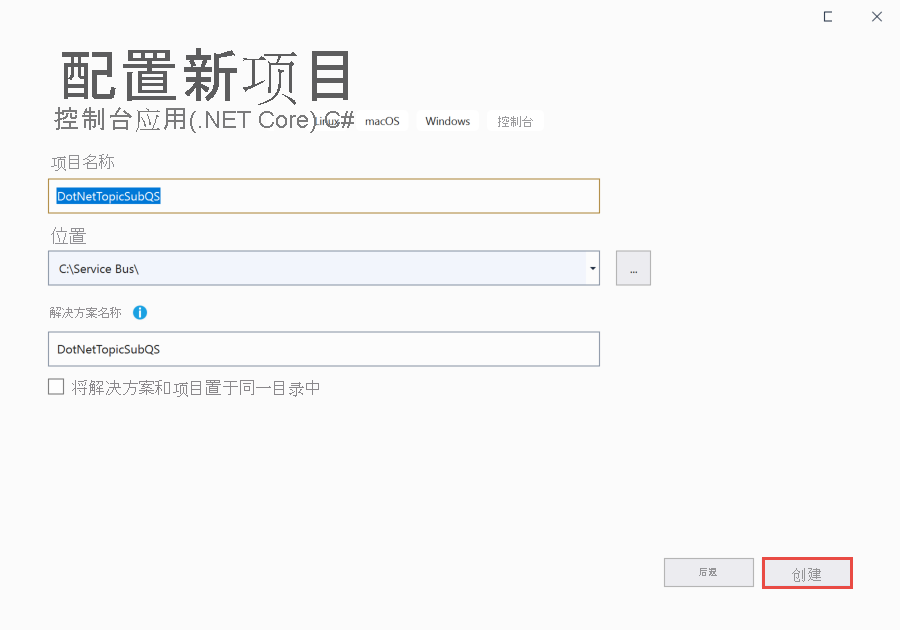 配置新项目
控制台应用(.NET Core) C# Linux macOS Windows 控制台
项目名称
DotNetTopicSubQS
位置
C:\Service Bus\
...
解决方案名称
DotNetTopicSubQS
将解决方案和项目置于同一目录中
后退 创建